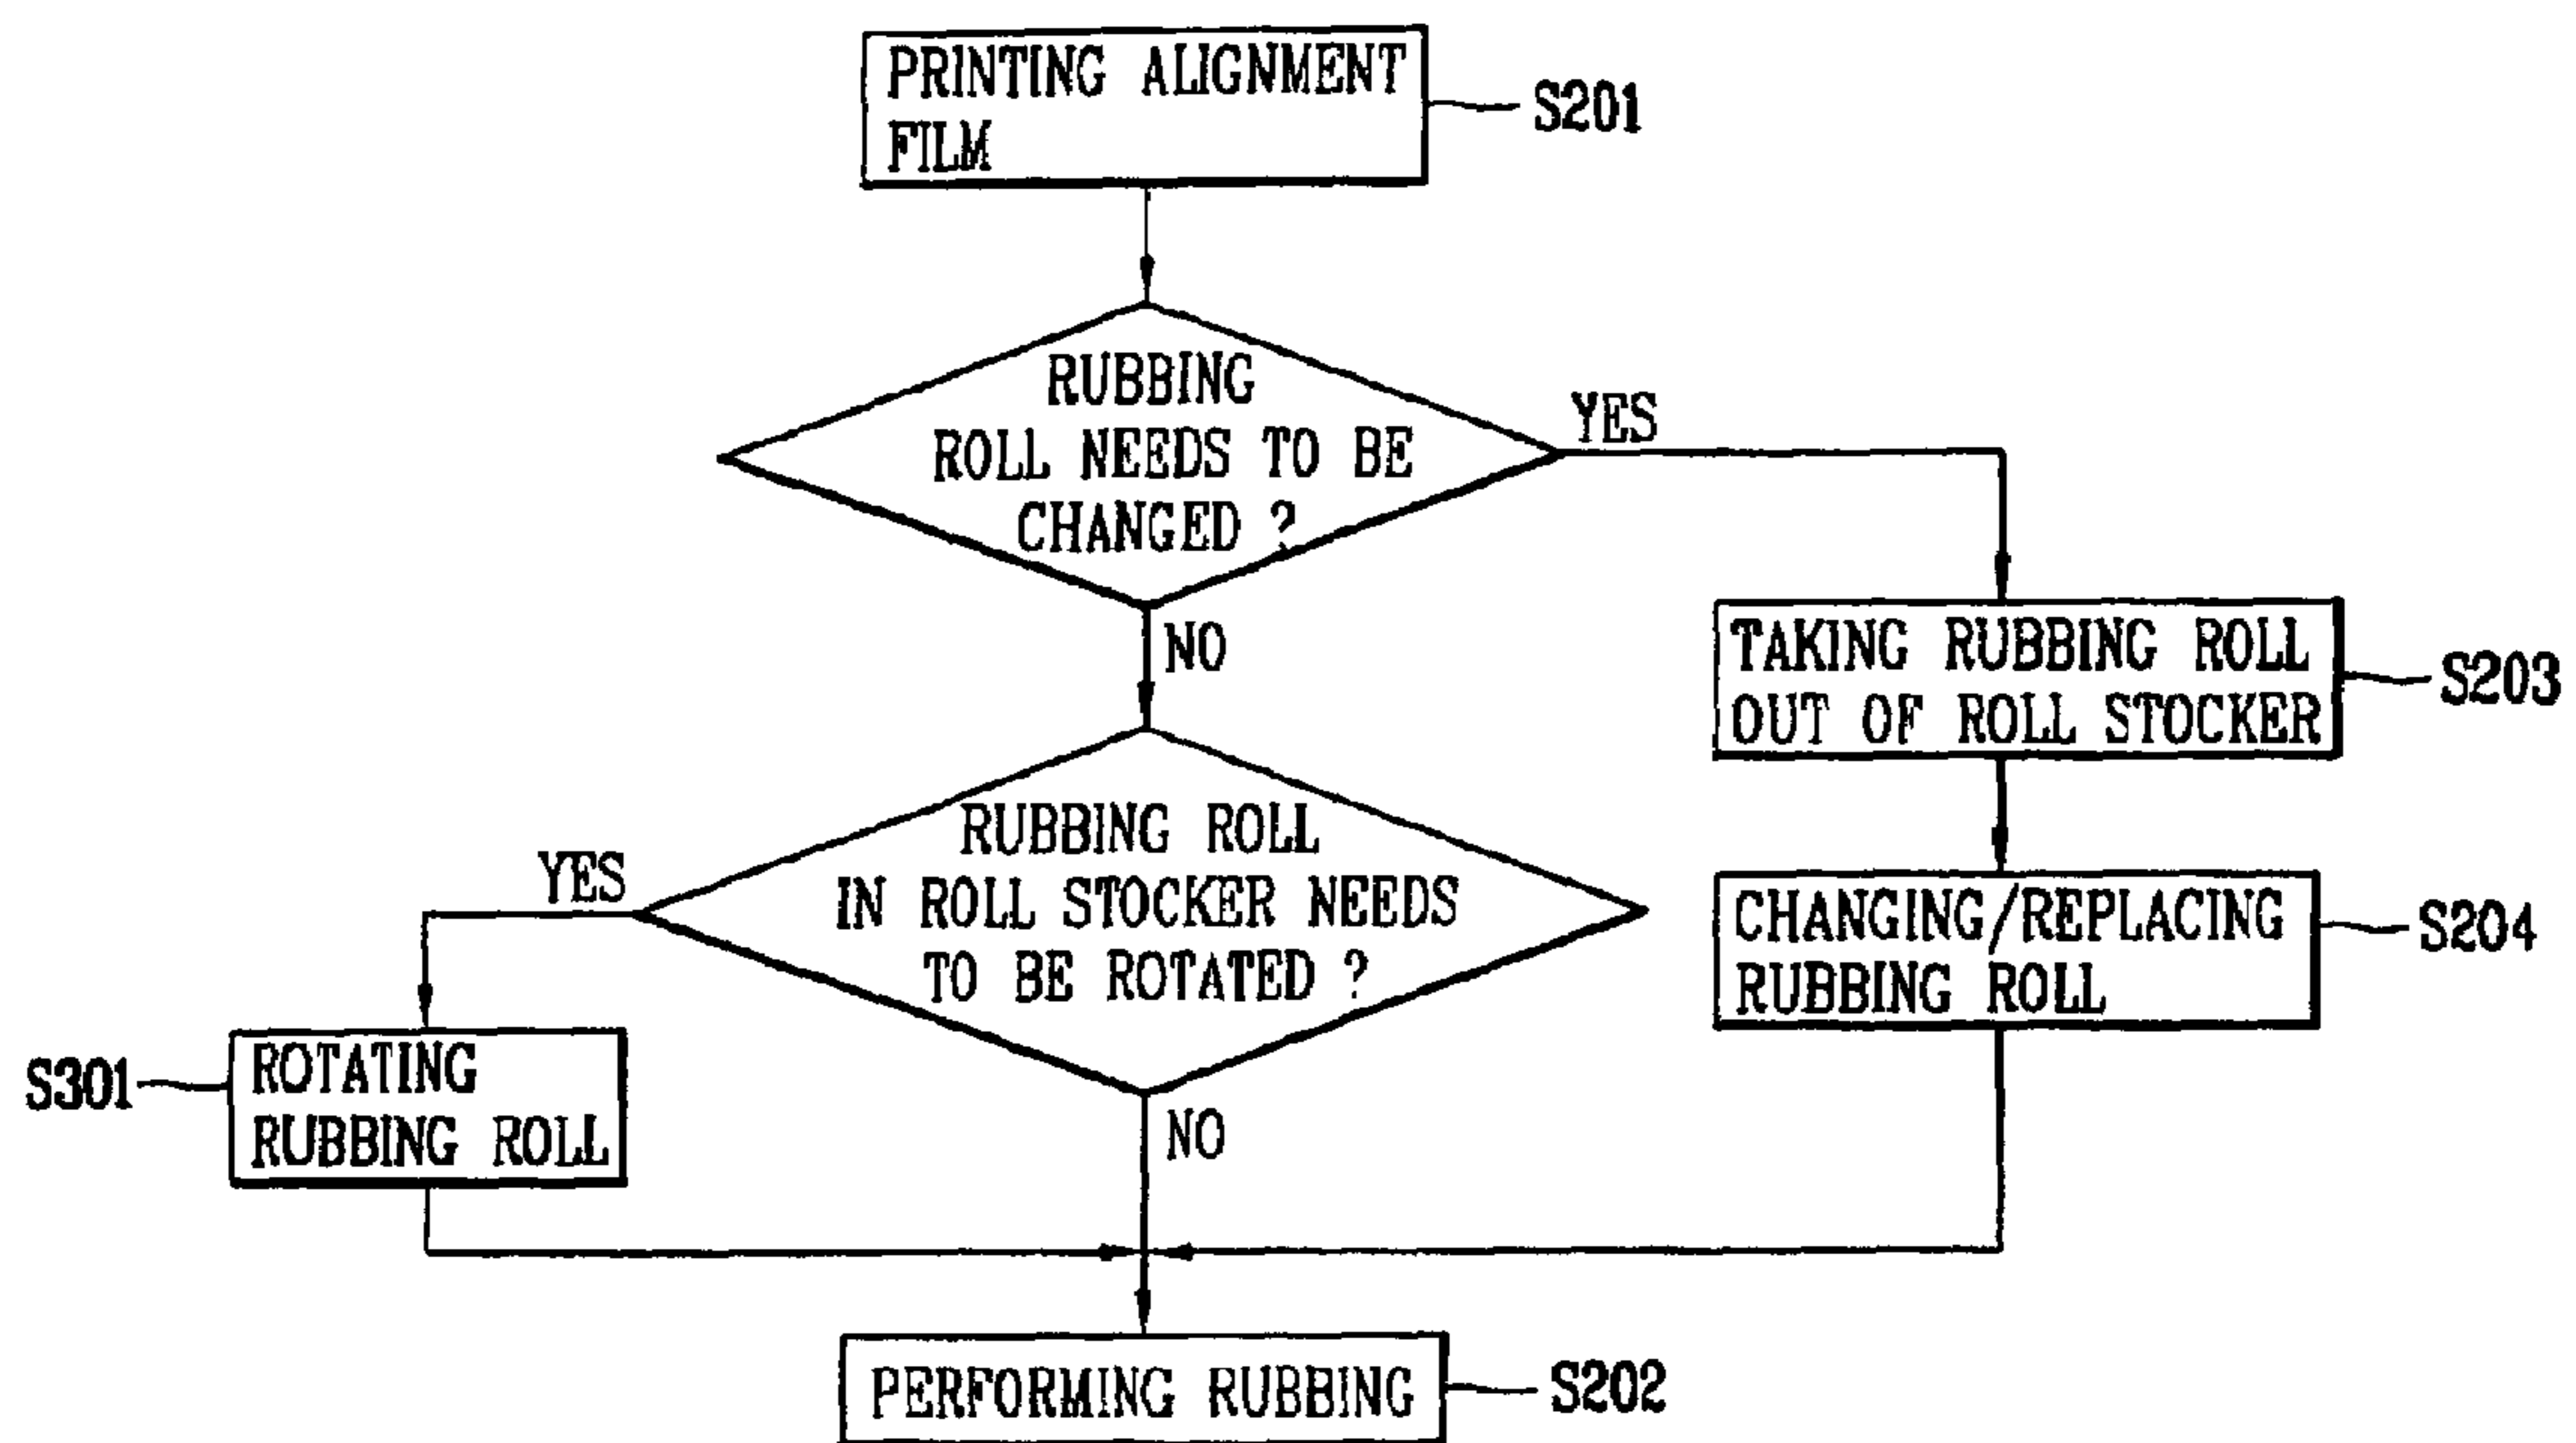 PRINTING ALIGNMENT
FILM
S201
RUBBING
ROLL NEEDS TO BE
CHANGED ?
YES
NO
TAKING RUBBING ROLL
OUT OF ROLL STOCKER
S203
RUBBING ROLL
IN ROLL STOCKER NEEDS
TO BE ROTATED ?
YES
NO
CHANGING/REPLACING
RUBBING ROLL
S204
S301
ROTATING
RUBBING ROLL
PERFORMING RUBBING
S202